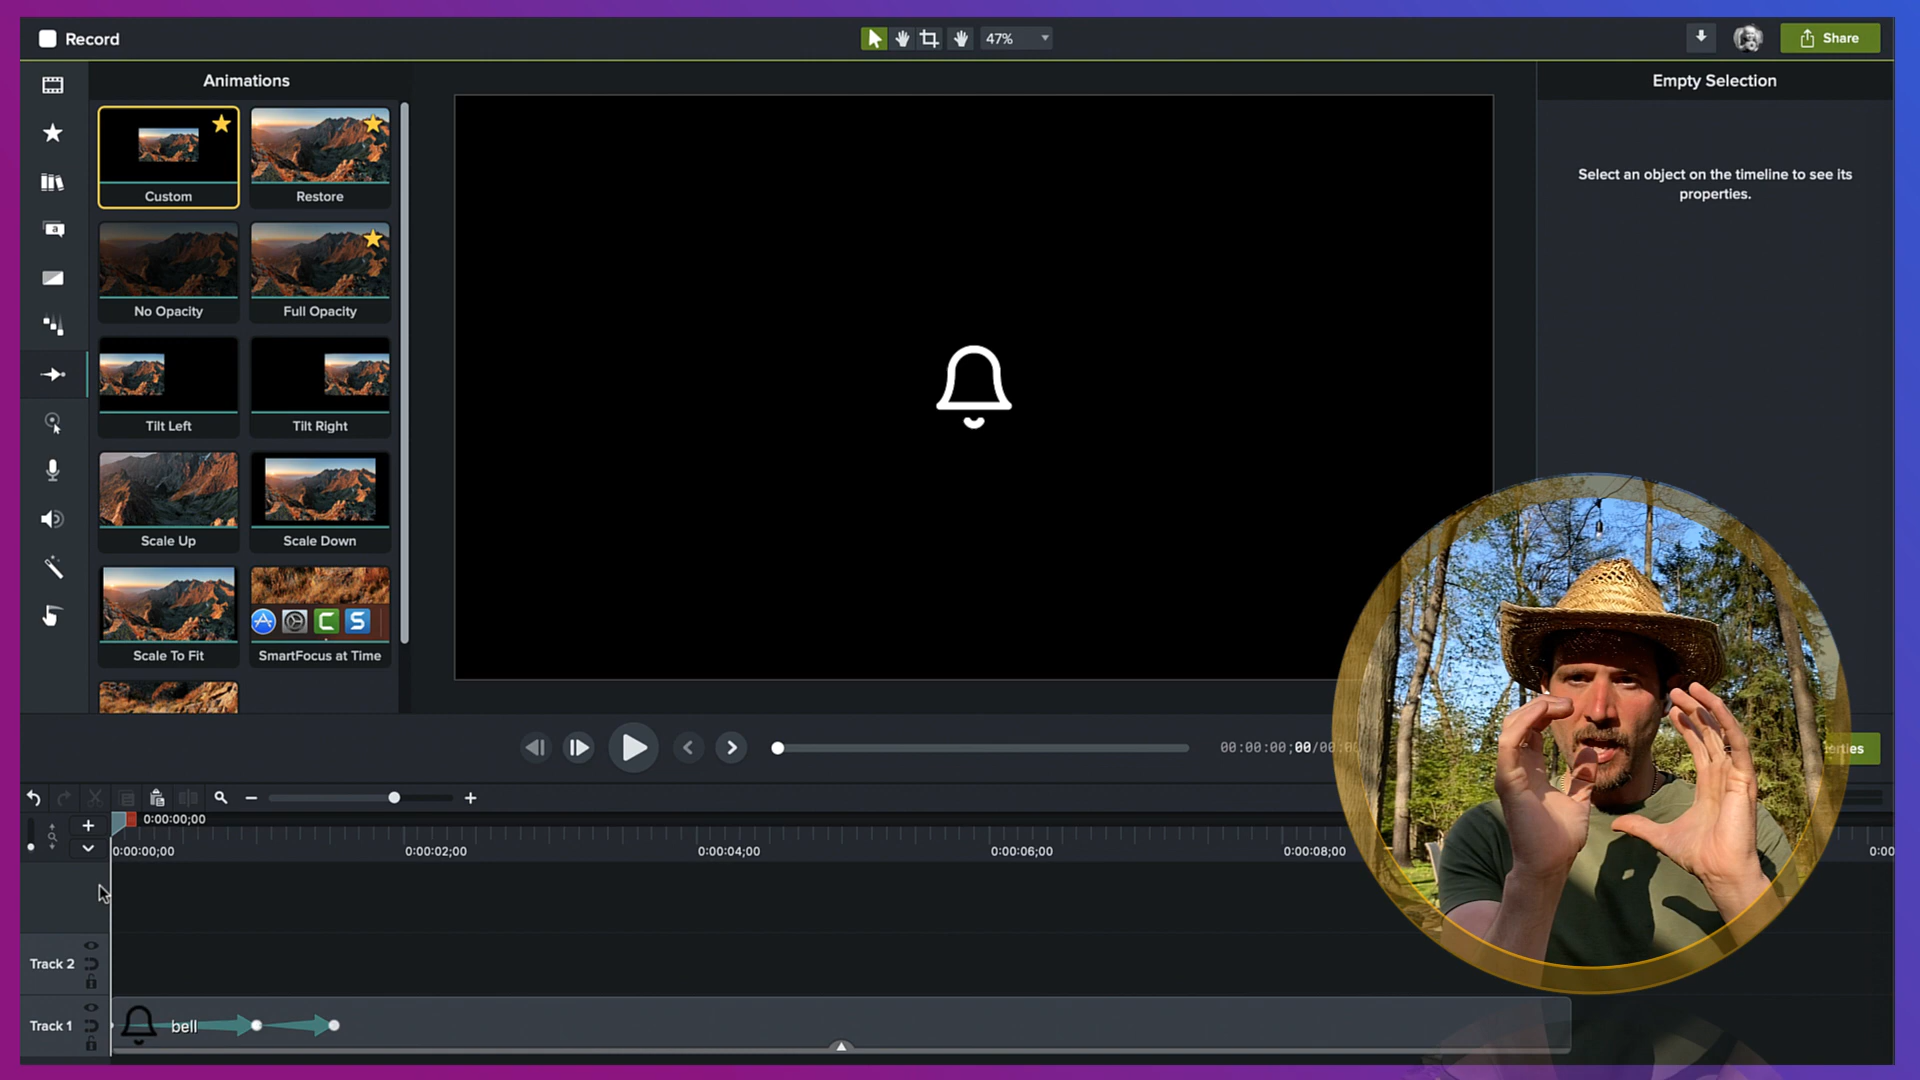 Record
47%
Share
Animations
Empty Selection
Select an object on the timeline to see its
properties.
Custom
Restore
No Opacity
Full Opacity
Tilt Left
Tilt Right
Scale Up
Scale Down
Scale To Fit
SmartFocus at Time
00:00:00;00/00:
0:00:00;00
0:00:00;00
0:00:02;00
0:00:04;00
0:00:06;00
0:00:08;00
0:00
Track 2
Track 1
bell